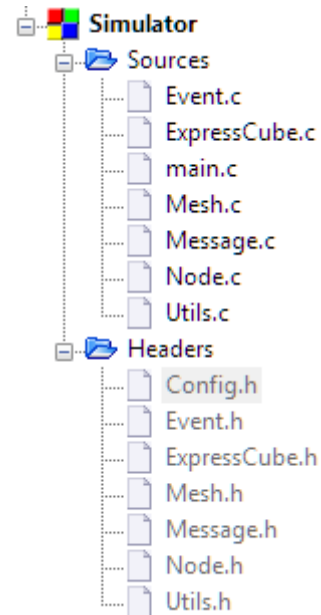 Simulator
Sources
Event.c
ExpressCube.c
main.c
Mesh.c
Message.c
Node.c
Utils.c
Headers
Config.h
Event.h
ExpressCube.h
Mesh.h
Message.h
Node.h
Utils.h